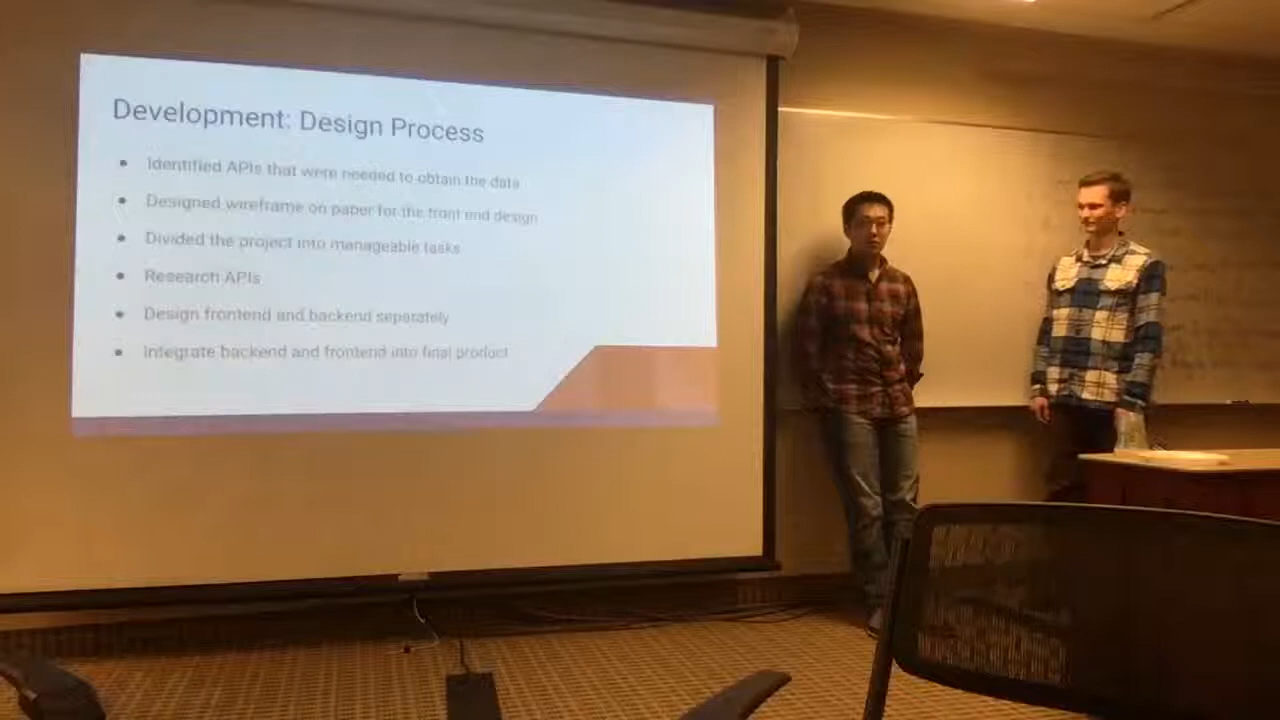 Development: Design Process
● Identified APIs that were needed to obtain the data
● Designed wireframe on paper for the front end design
● Divided the project into manageable tasks
● Research APIs
● Design frontend and backend separately
● Integrate backend and frontend into final product